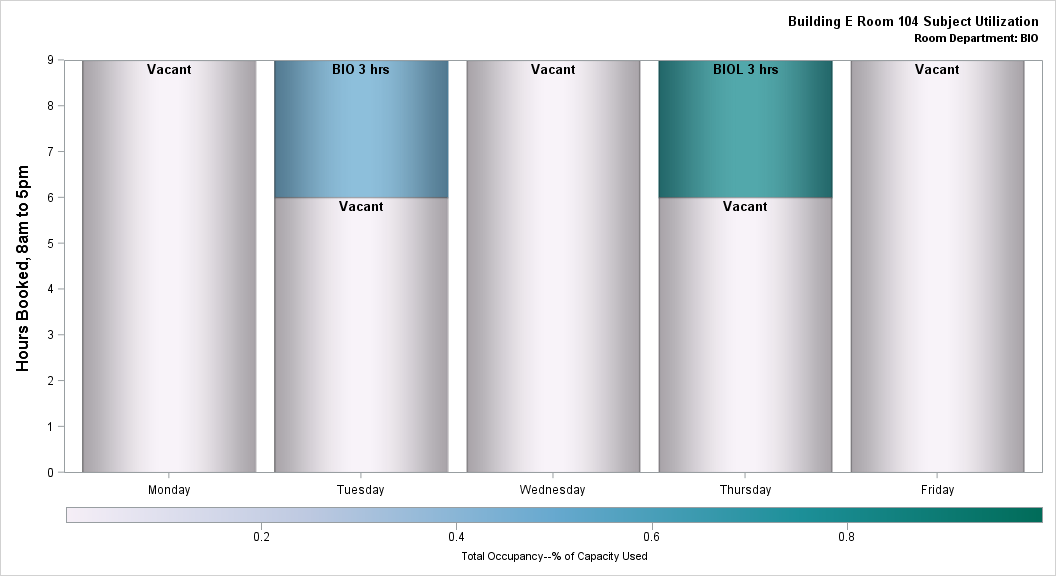 Building E Room 104 Subject Utilization
Room Department: BIO
Hours Booked, 8am to 5pm
9
8
7
6
5
4
3
2
1
0
Vacant
BIO 3 hrs
Vacant
BIOL 3 hrs
Vacant
Vacant
Vacant
Monday
Tuesday
Wednesday
Thursday
Friday
0.2
0.4
0.6
0.8
Total Occupancy--% of Capacity Used